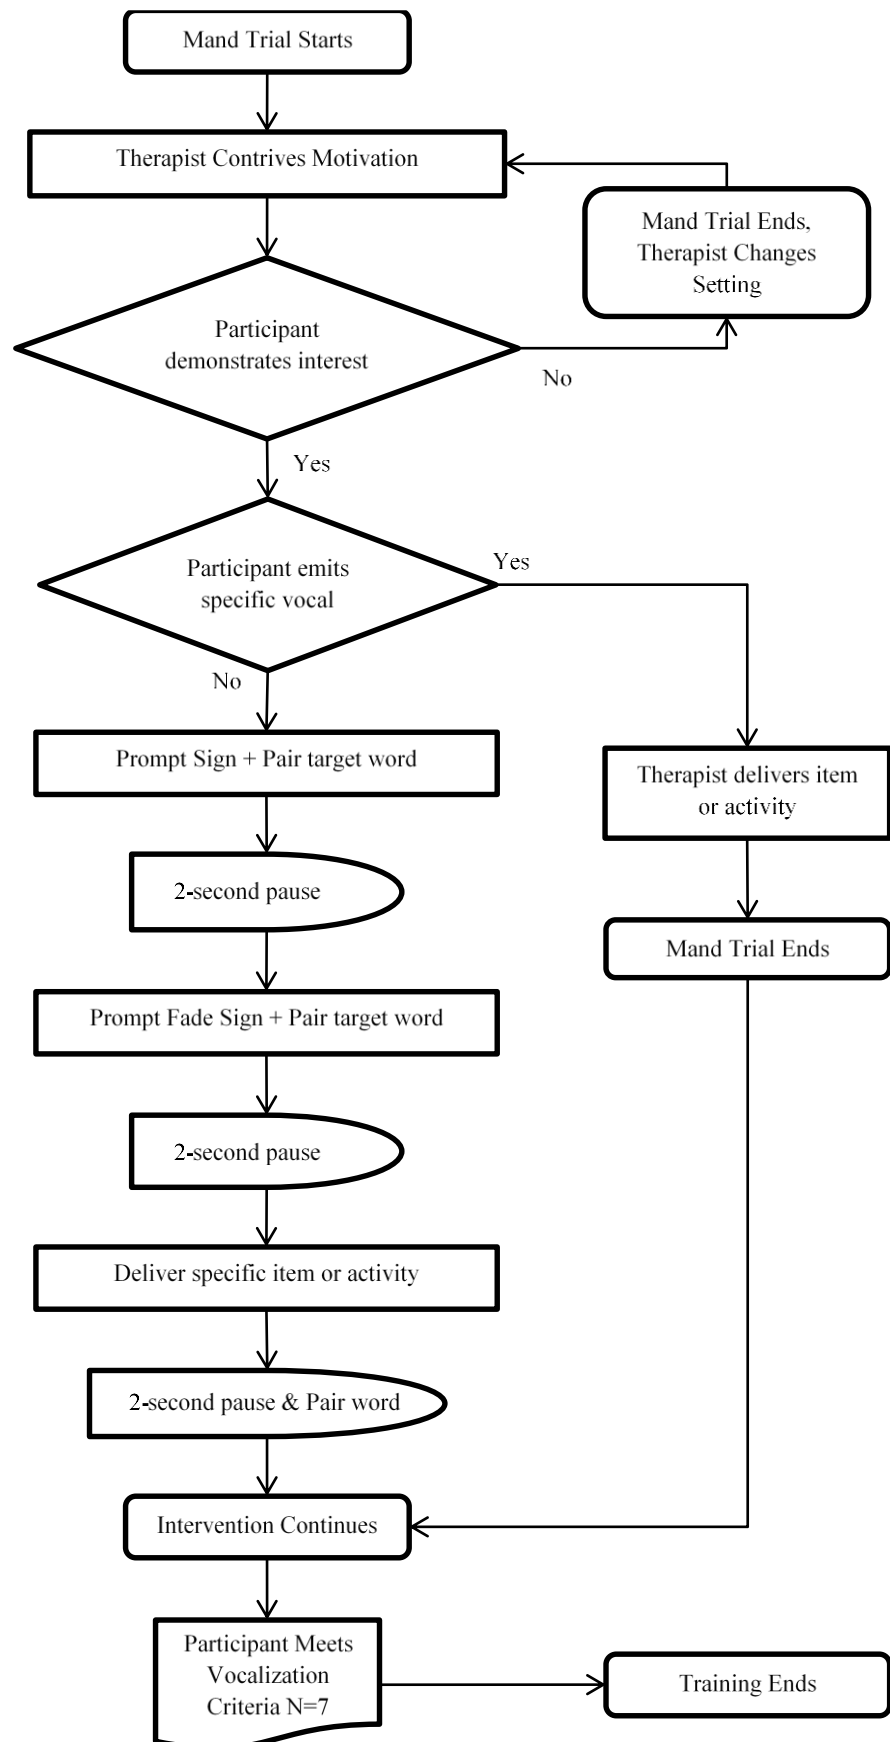 Mand Trial Starts
Therapist Contrives Motivation
Mand Trial Ends,
Therapist Changes
Setting
Participant
demonstrates interest
No
Yes
Participant emits
specific vocal
Yes
No
Prompt Sign + Pair target word
Therapist delivers item
or activity
2-second pause
Mand Trial Ends
Prompt Fade Sign + Pair target word
2-second pause
Deliver specific item or activity
2-second pause & Pair word
Intervention Continues
Participant Meets
Vocalization
Criteria N=7
Training Ends